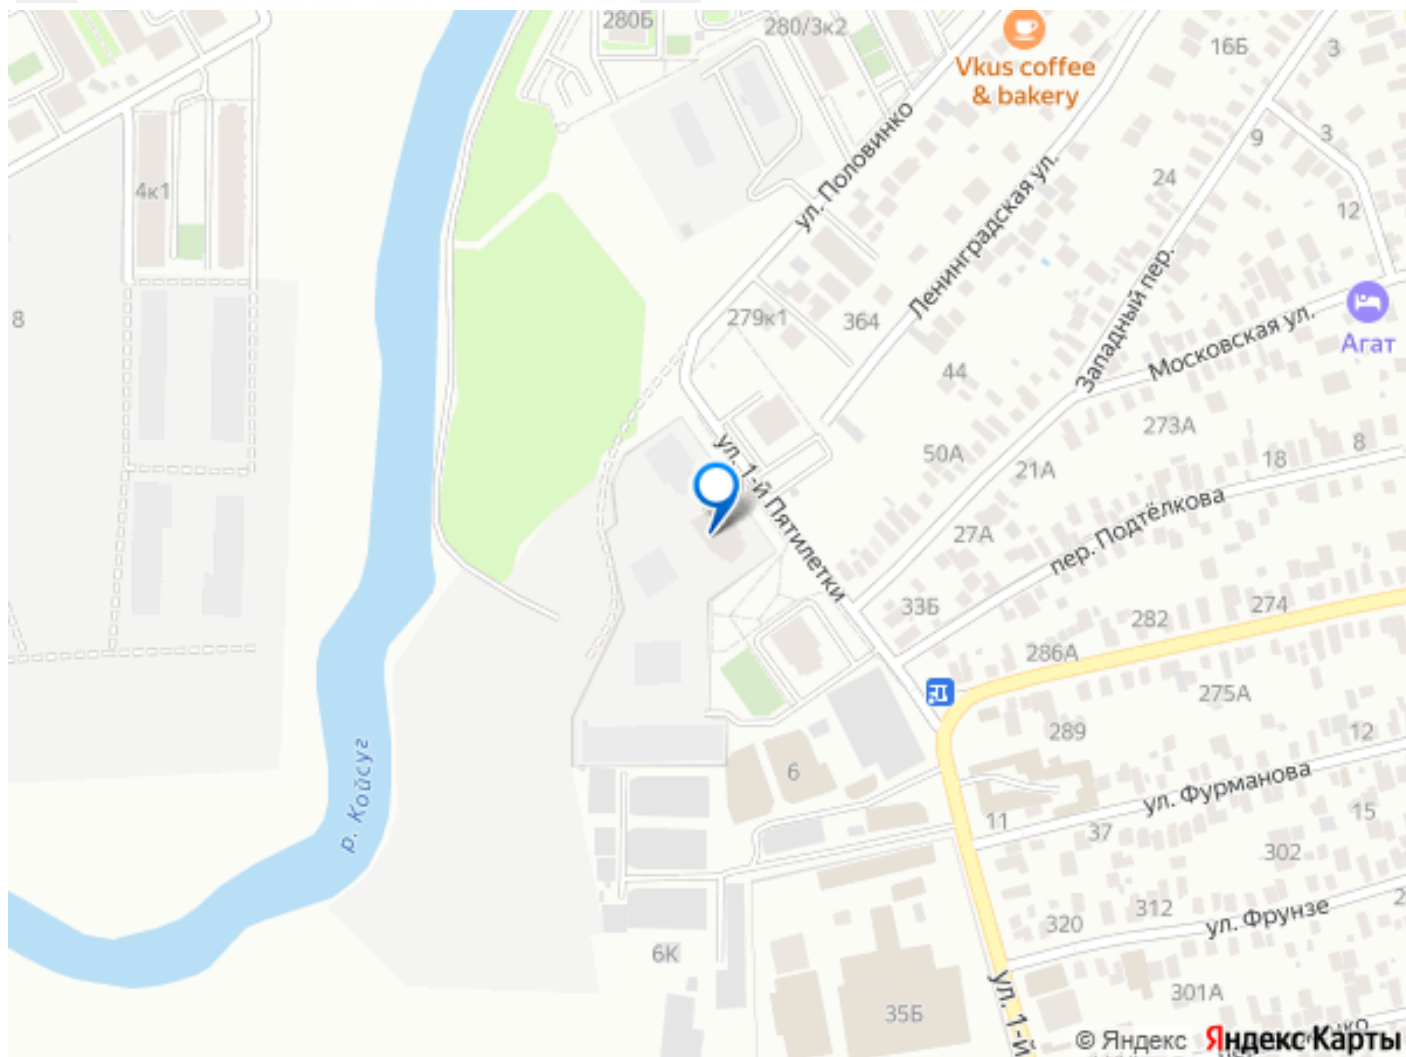 280Б
280/3к2
16Б
3
Vkus coffee
& bakery
ул. Половинко
9
3
4к1
24
12
Ленинградская ул.
Западный пер.
8
279к1
364
Московская ул.
Агат
44
273А
8
50А
21А
18
ул. 1-й Пятилетки
27А
пер. Подтёлкова
33Б
282
274
286А
275А
289
12
р. Койсуг
6
ул. Фурманова
11
37
15
302
312
320
ул. Фрунзе
2
6К
301А
35Б
ул. 1-й
© Яндекс
Яндекс Карты